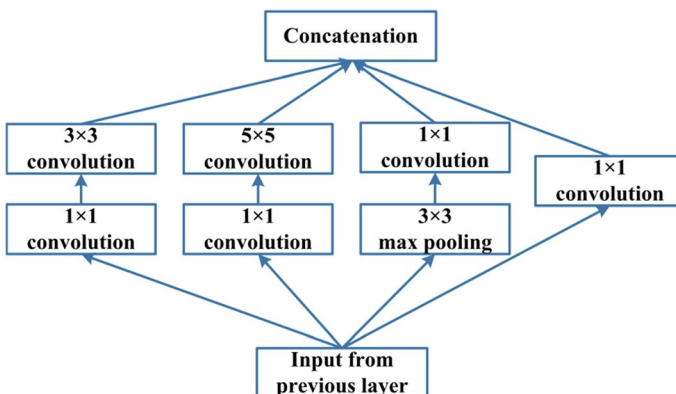 Concatenation
3×3
convolution
5×5
convolution
1×1
convolution
1×1
convolution
1×1
convolution
1×1
convolution
3×3
max pooling
Input from
previous layer